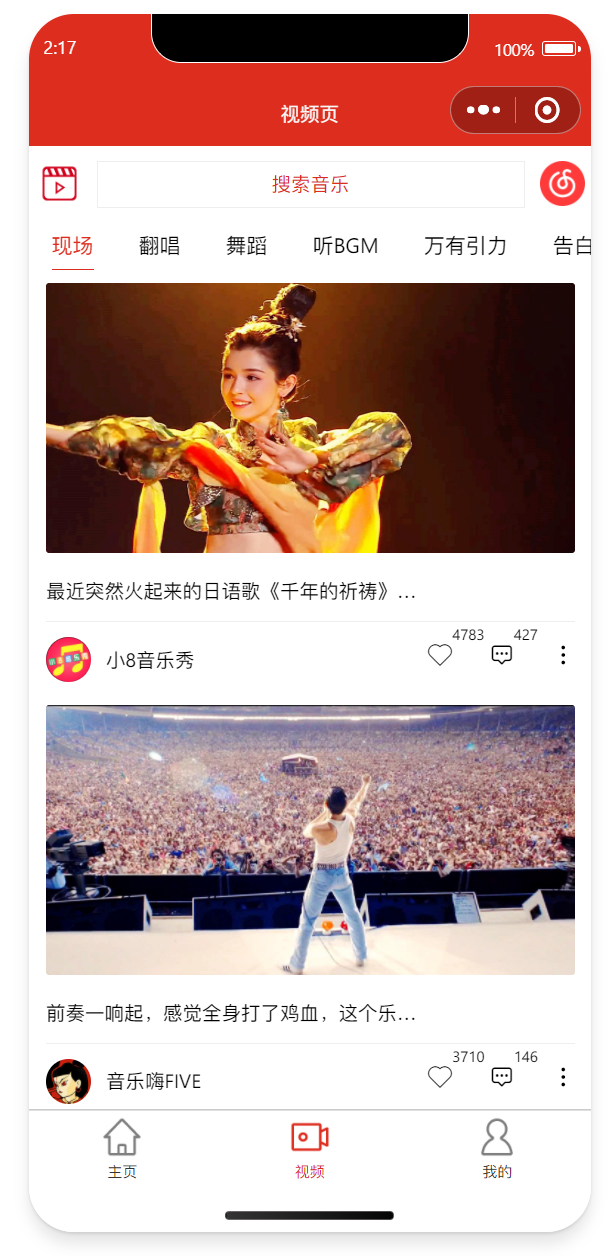 2:17
100%
视频页
搜索音乐
现场 翻唱 舞蹈 听BGM 万有引力 告白
最近突然火起来的日语歌《千年的祈祷》...
小8音乐秀
4783
427
前奏一响起，感觉全身打了鸡血，这个乐...
音乐嗨FIVE
3710
146
主页 视频 我的